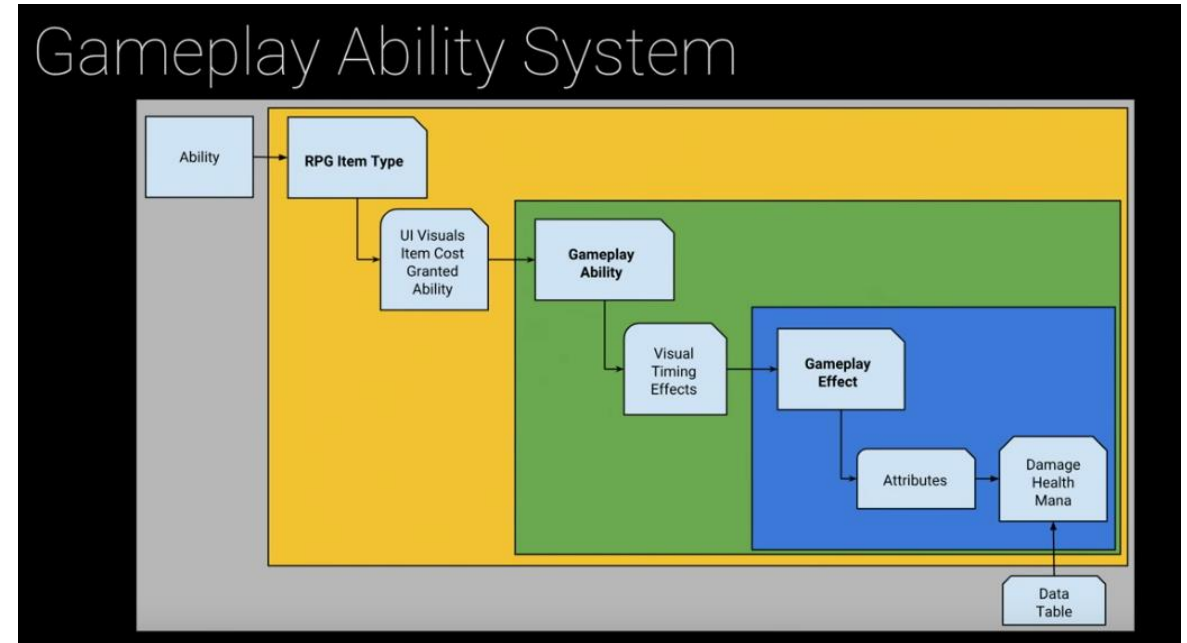 Gameplay Ability System
Ability
RPG Item Type
UI Visuals
Item Cost
Granted
Ability
Gameplay
Ability
Visual
Timing
Effects
Gameplay
Effect
Attributes
Damage
Health
Mana
Data
Table